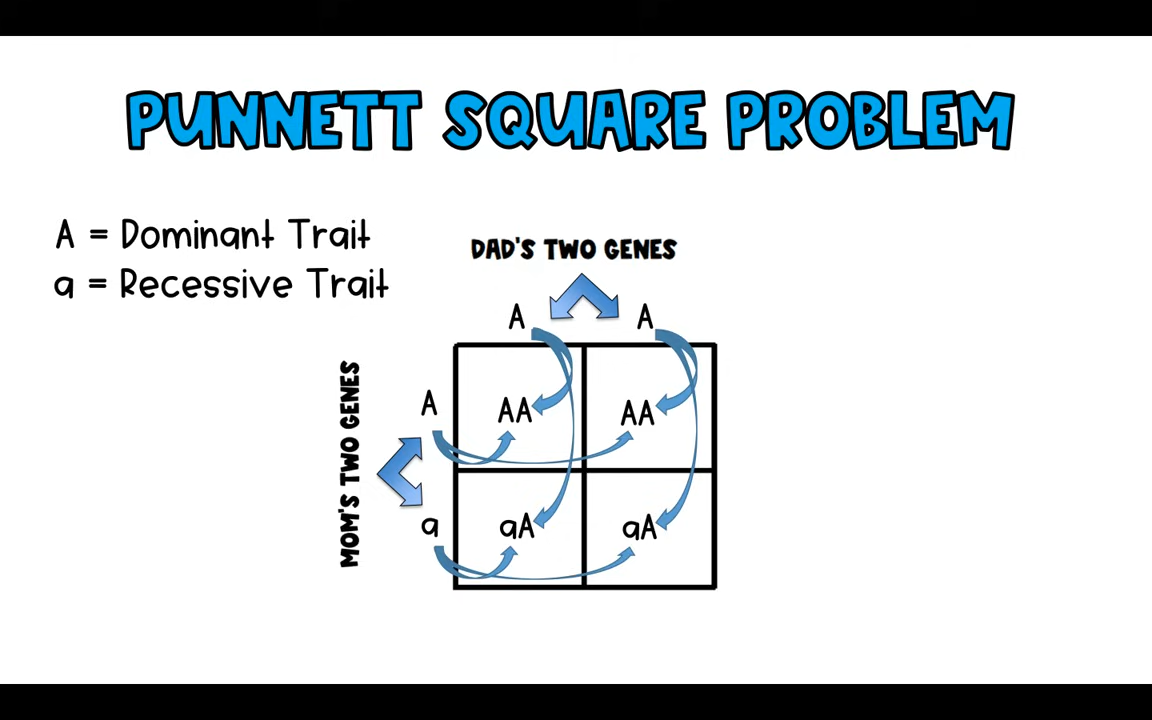 PUNNETT SQUARE PROBLEM
A = Dominant Trait
a = Recessive Trait
DAD'S TWO GENES
A A
MOM'S TWO GENES
A AA AA
a aA aA